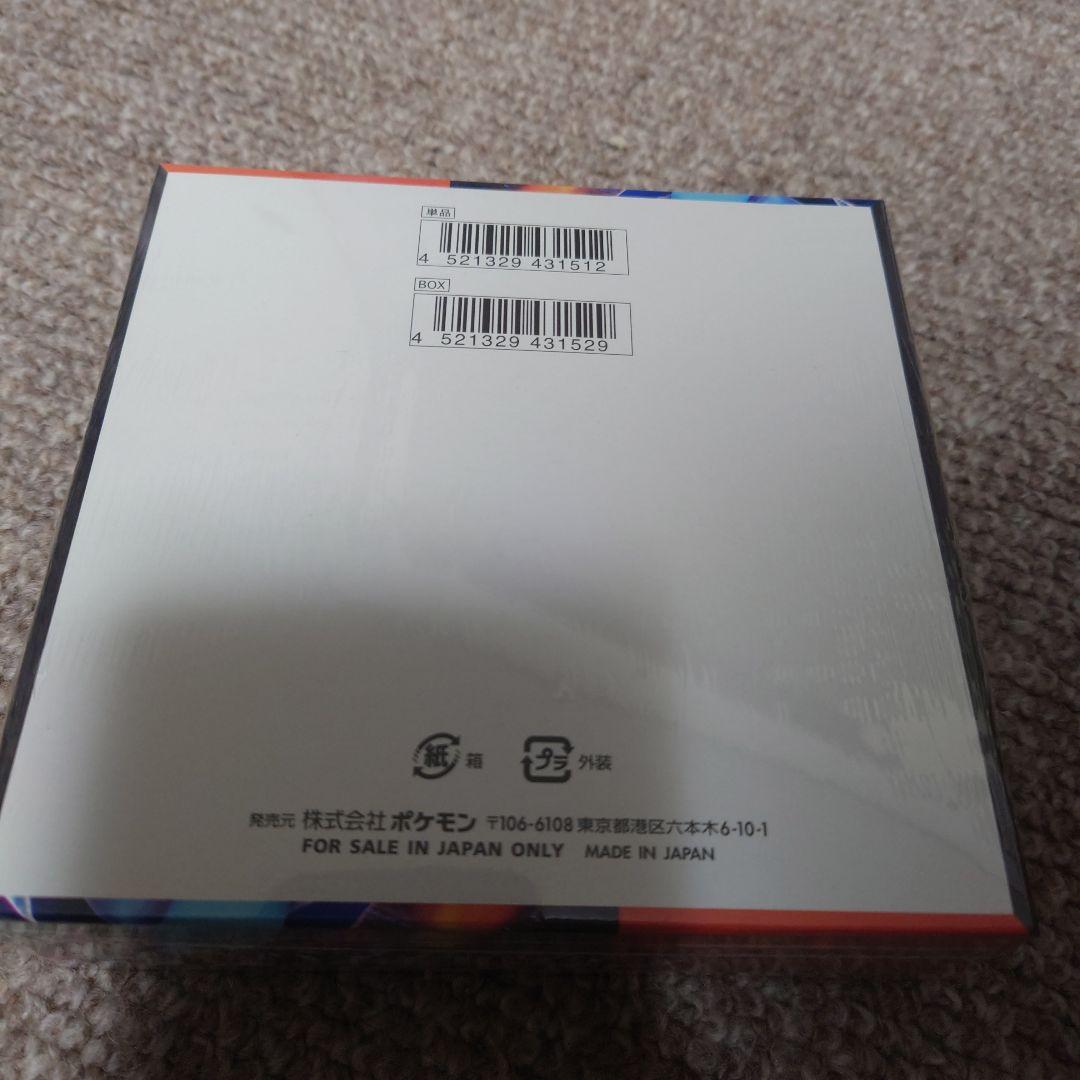 単品
4 521329 431512
BOX
4 521329 431529
紙 箱 プラ 外装
発売元 株式会社ポケモン 〒106-6108 東京都港区六本木6-10-1
FOR SALE IN JAPAN ONLY MADE IN JAPAN